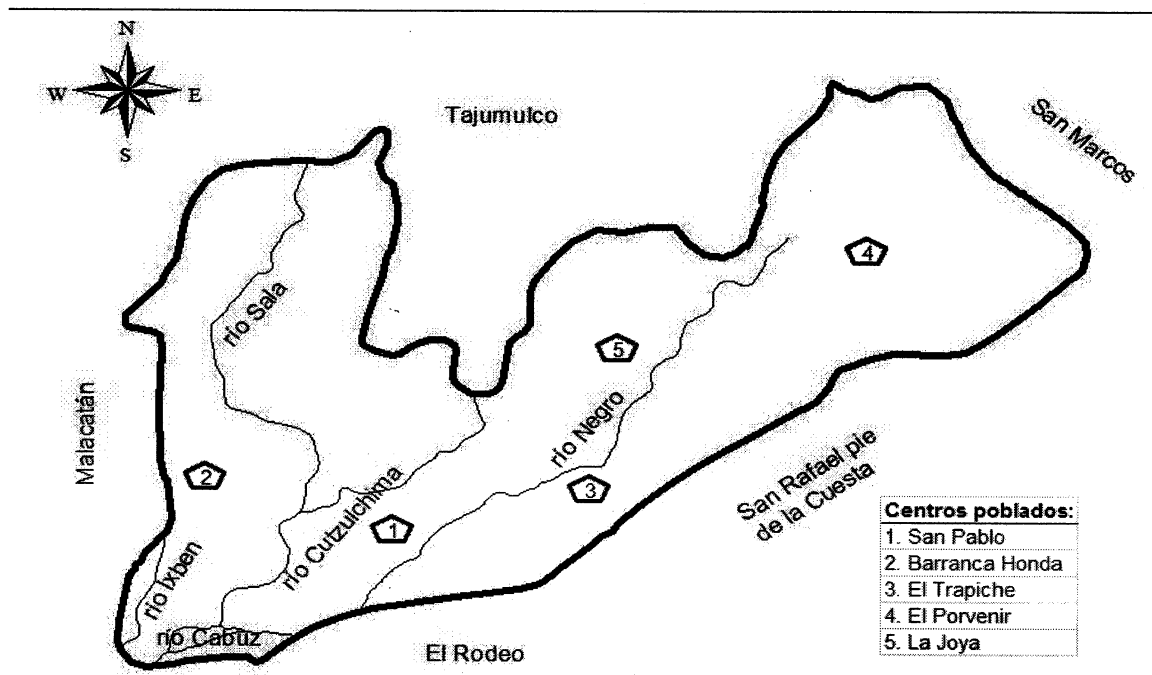 N
W E
S
Tajumulco
San Marcos
río Sala
4
5
Malacatán
río Negro
2
3
San Rafael pie
de la Cuesta
río Cutzulchima
1
río Ixben
río Cabuz
El Rodeo
Centros poblados:
1. San Pablo
2. Barranca Honda
3. El Trapiche
4. El Porvenir
5. La Joya